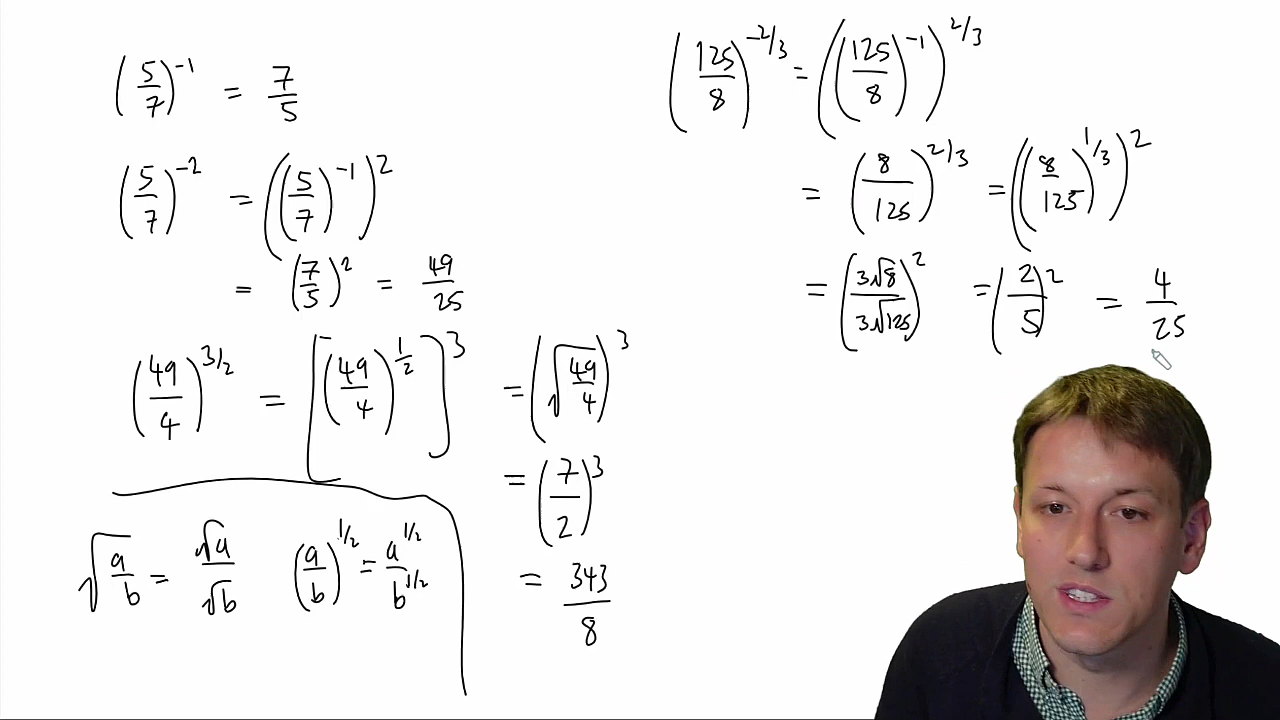 (5/7)^-1 = 7/5
(5/7)^-2 = ((5/7)^-1)^2
= (7/5)^2 = 49/25
(49/4)^3/2 = [(49/4)^1/2]^3 = (√(49/4))^3
= (7/2)^3
= 343/8
√(a/b) = √a/√b (a/b)^1/2 = a^1/2/b^1/2
(125/8)^-2/3 = ((125/8)^-1)^2/3
= (8/125)^2/3 = ((8/125)^1/3)^2
= (3√8/3√125)^2 = (2/5)^2 = 4/25